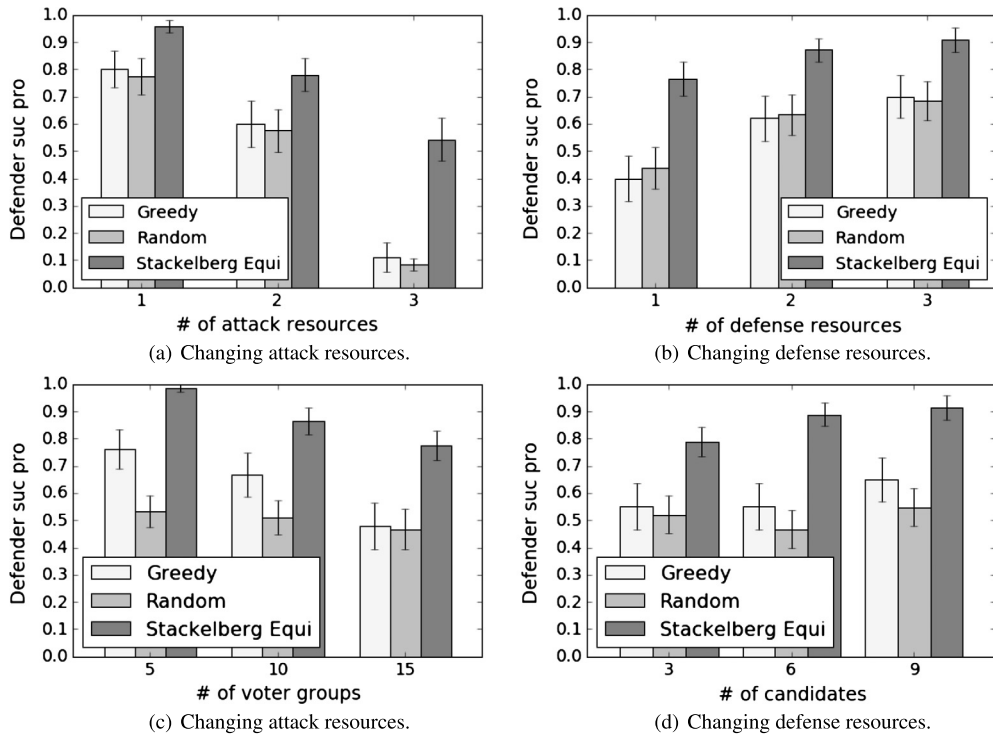 1.0
0.9
0.8
0.7
0.6
0.5
0.4
0.3
0.2
0.1
0.0
Defender suc pro
Greedy
Random
Stackelberg Equi
1 2 3
# of attack resources
(a) Changing attack resources.
1.0
0.9
0.8
0.7
0.6
0.5
0.4
0.3
0.2
0.1
0.0
Defender suc pro
Greedy
Random
Stackelberg Equi
1 2 3
# of defense resources
(b) Changing defense resources.
1.0
0.9
0.8
0.7
0.6
0.5
0.4
0.3
0.2
0.1
0.0
Defender suc pro
Greedy
Random
Stackelberg Equi
5 10 15
# of voter groups
(c) Changing attack resources.
1.0
0.9
0.8
0.7
0.6
0.5
0.4
0.3
0.2
0.1
0.0
Defender suc pro
Greedy
Random
Stackelberg Equi
3 6 9
# of candidates
(d) Changing defense resources.